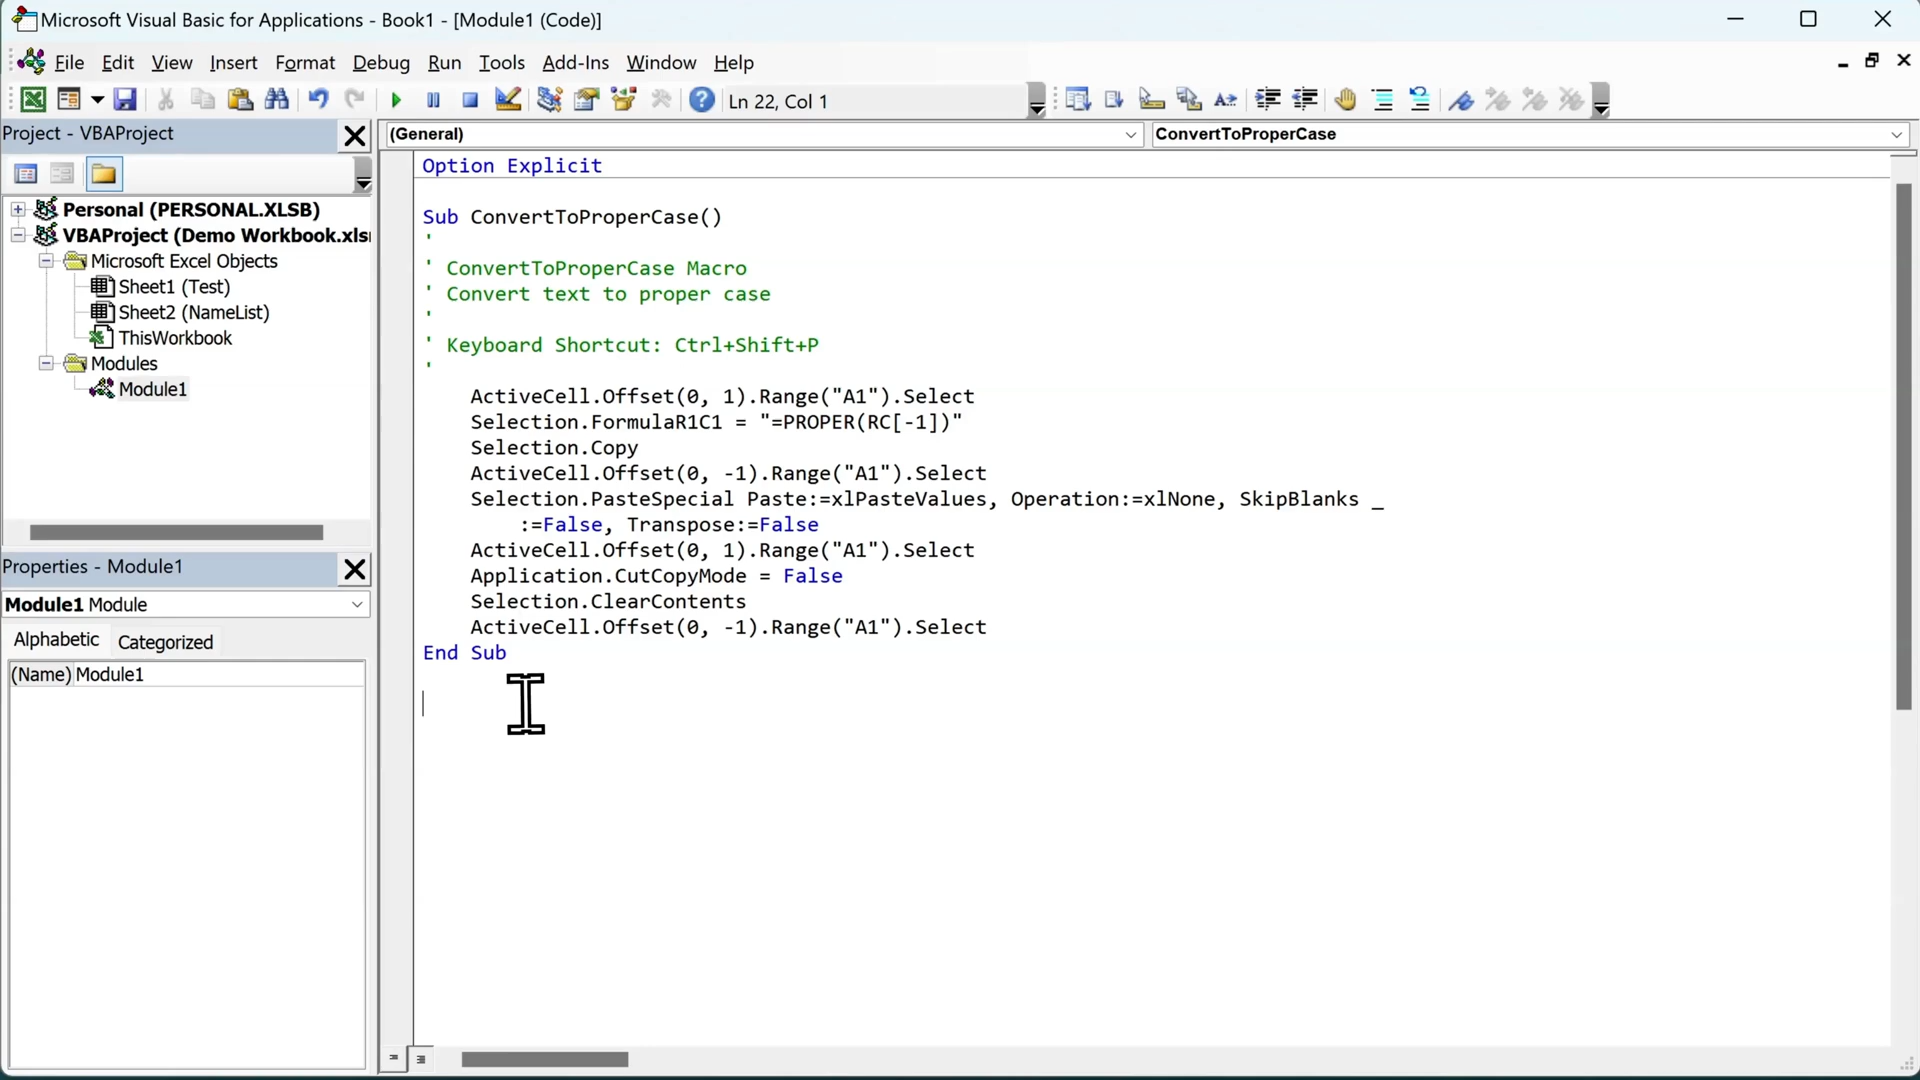 Microsoft Visual Basic for Applications - Book1 - [Module1 (Code)]
File Edit View Insert Format Debug Run Tools Add-Ins Window Help
Ln 22, Col 1
Project - VBAProject
Personal (PERSONAL.XLSB)
VBAProject (Demo Workbook.xls
Microsoft Excel Objects
Sheet1 (Test)
Sheet2 (NameList)
ThisWorkbook
Modules
Module1
Properties - Module1
Module1 Module
Alphabetic Categorized
(Name) Module1
(General) ConvertToProperCase
Option Explicit
Sub ConvertToProperCase()
'
' ConvertToProperCase Macro
' Convert text to proper case
'
' Keyboard Shortcut: Ctrl+Shift+P
'
ActiveCell.Offset(0, 1).Range("A1").Select
Selection.FormulaR1C1 = "=PROPER(RC[-1])"
Selection.Copy
ActiveCell.Offset(0, -1).Range("A1").Select
Selection.PasteSpecial Paste:=xlPasteValues, Operation:=xlNone, SkipBlanks _
:=False, Transpose:=False
ActiveCell.Offset(0, 1).Range("A1").Select
Application.CutCopyMode = False
Selection.ClearContents
ActiveCell.Offset(0, -1).Range("A1").Select
End Sub